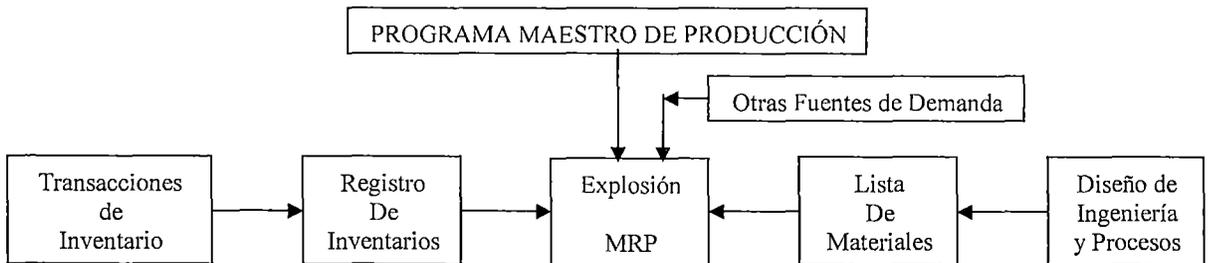 PROGRAMA MAESTRO DE PRODUCCIÓN
Otras Fuentes de Demanda
Transacciones
de
Inventario
Registro
De
Inventarios
Explosión
MRP
Lista
De
Materiales
Diseño de
Ingeniería
y Procesos